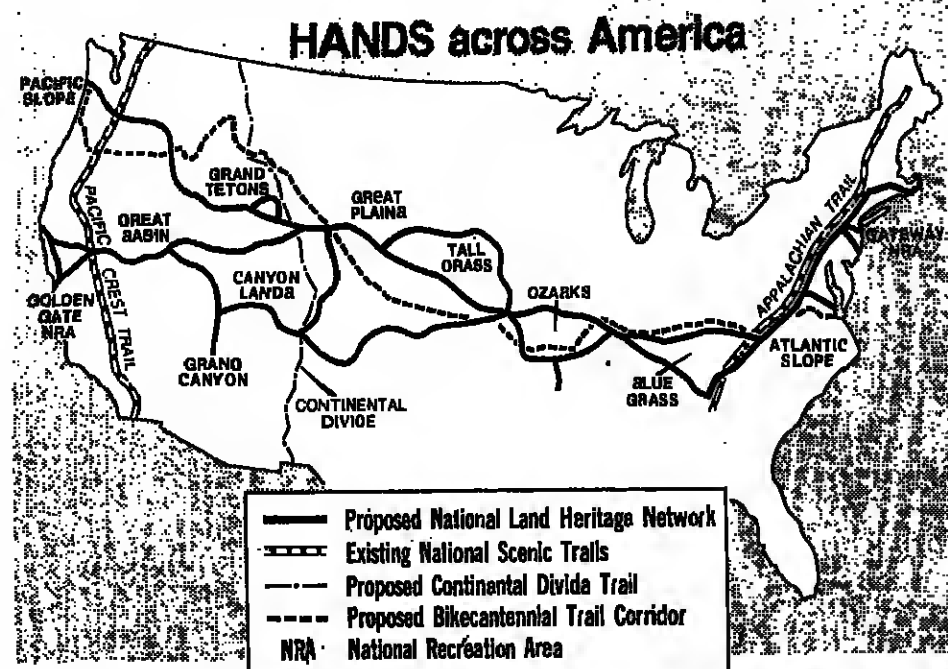 HANDS across America
PACIFIC
SLOPE
GRAND
TETONS
GREAT
PLAINS
PACIFIC CREST TRAIL
GREAT
BASIN
TALL
GRASS
APPALACHIAN TRAIL
GATEWAY
NRA
CANYON
LANDS
OZARKS
GOLDEN
GATE
NRA
GRAND
CANYON
CONTINENTAL
DIVIDE
BLUE
GRASS
ATLANTIC
SLOPE
Proposed National Land Heritage Network
Existing National Scenic Trails
Proposed Continental Divida Trail
Proposed Bikecantennial Trail Corridor
NRA National Recreation Area